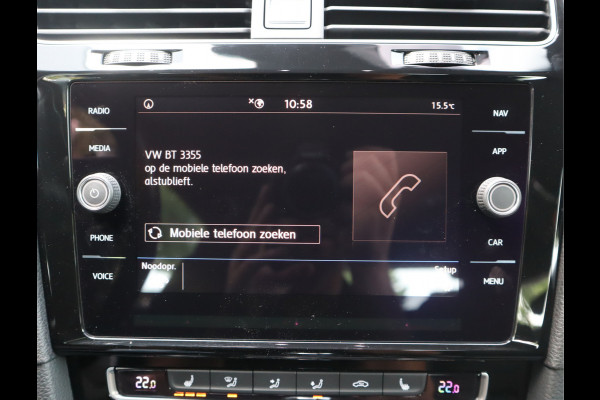 RADIO
MEDIA
PHONE
VOICE
10:58
15.5°C
VW BT 3355
op de mobiele telefoon zoeken,
alstublieft.
Mobiele telefoon zoeken
Noodopr.
Setup
NAV
APP
CAR
MENU
22.0
22.0